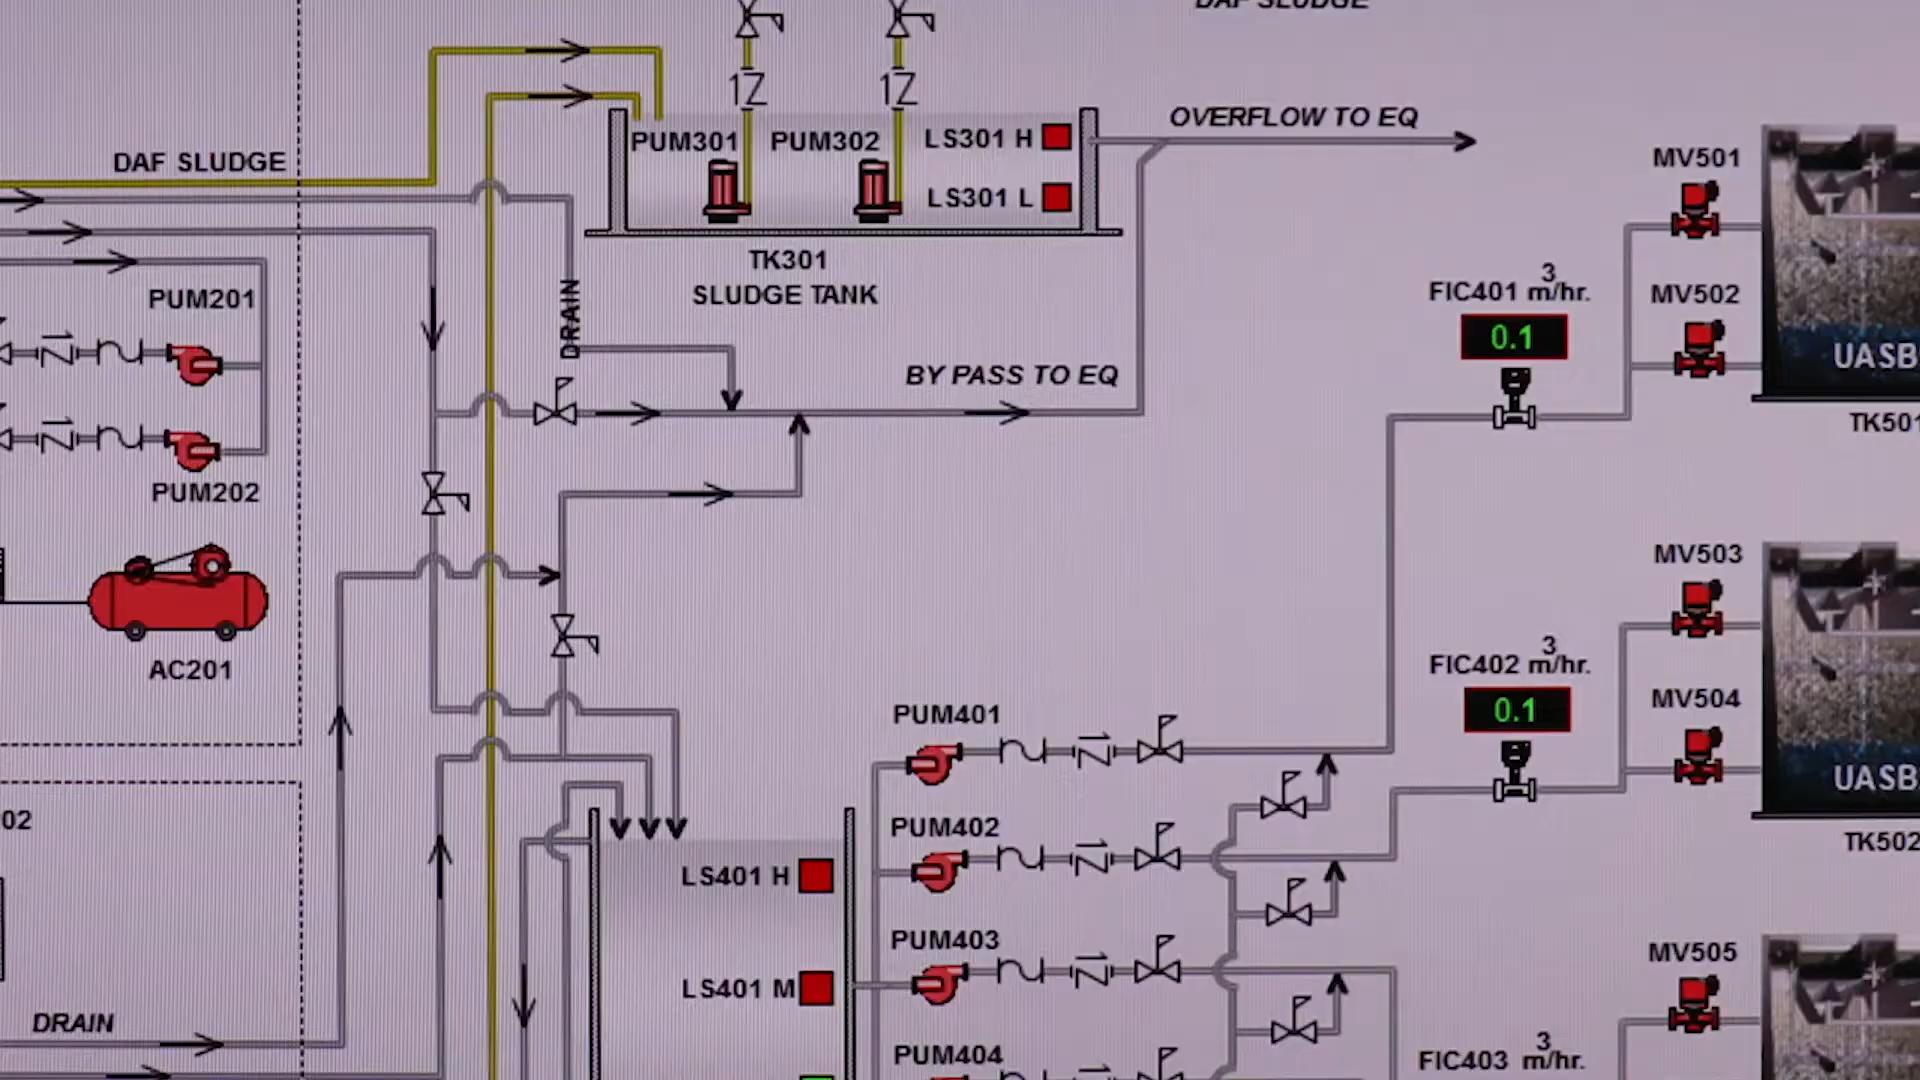 DAF SLUDGE
OVERFLOW TO EQ
PUM301
PUM302
LS301 H
DAF SLUDGE
MV501
LS301 L
TK301
SLUDGE TANK
FIC401 m/hr.
3
0.1
MV502
PUM201
DRAIN
UASB
BY PASS TO EQ
TK501
PUM202
MV503
AC201
FIC402 m/hr.
3
0.1
MV504
PUM401
UASB
02
PUM402
TK502
LS401 H
PUM403
MV505
LS401 M
DRAIN
PUM404
FIC403 m/hr.
3